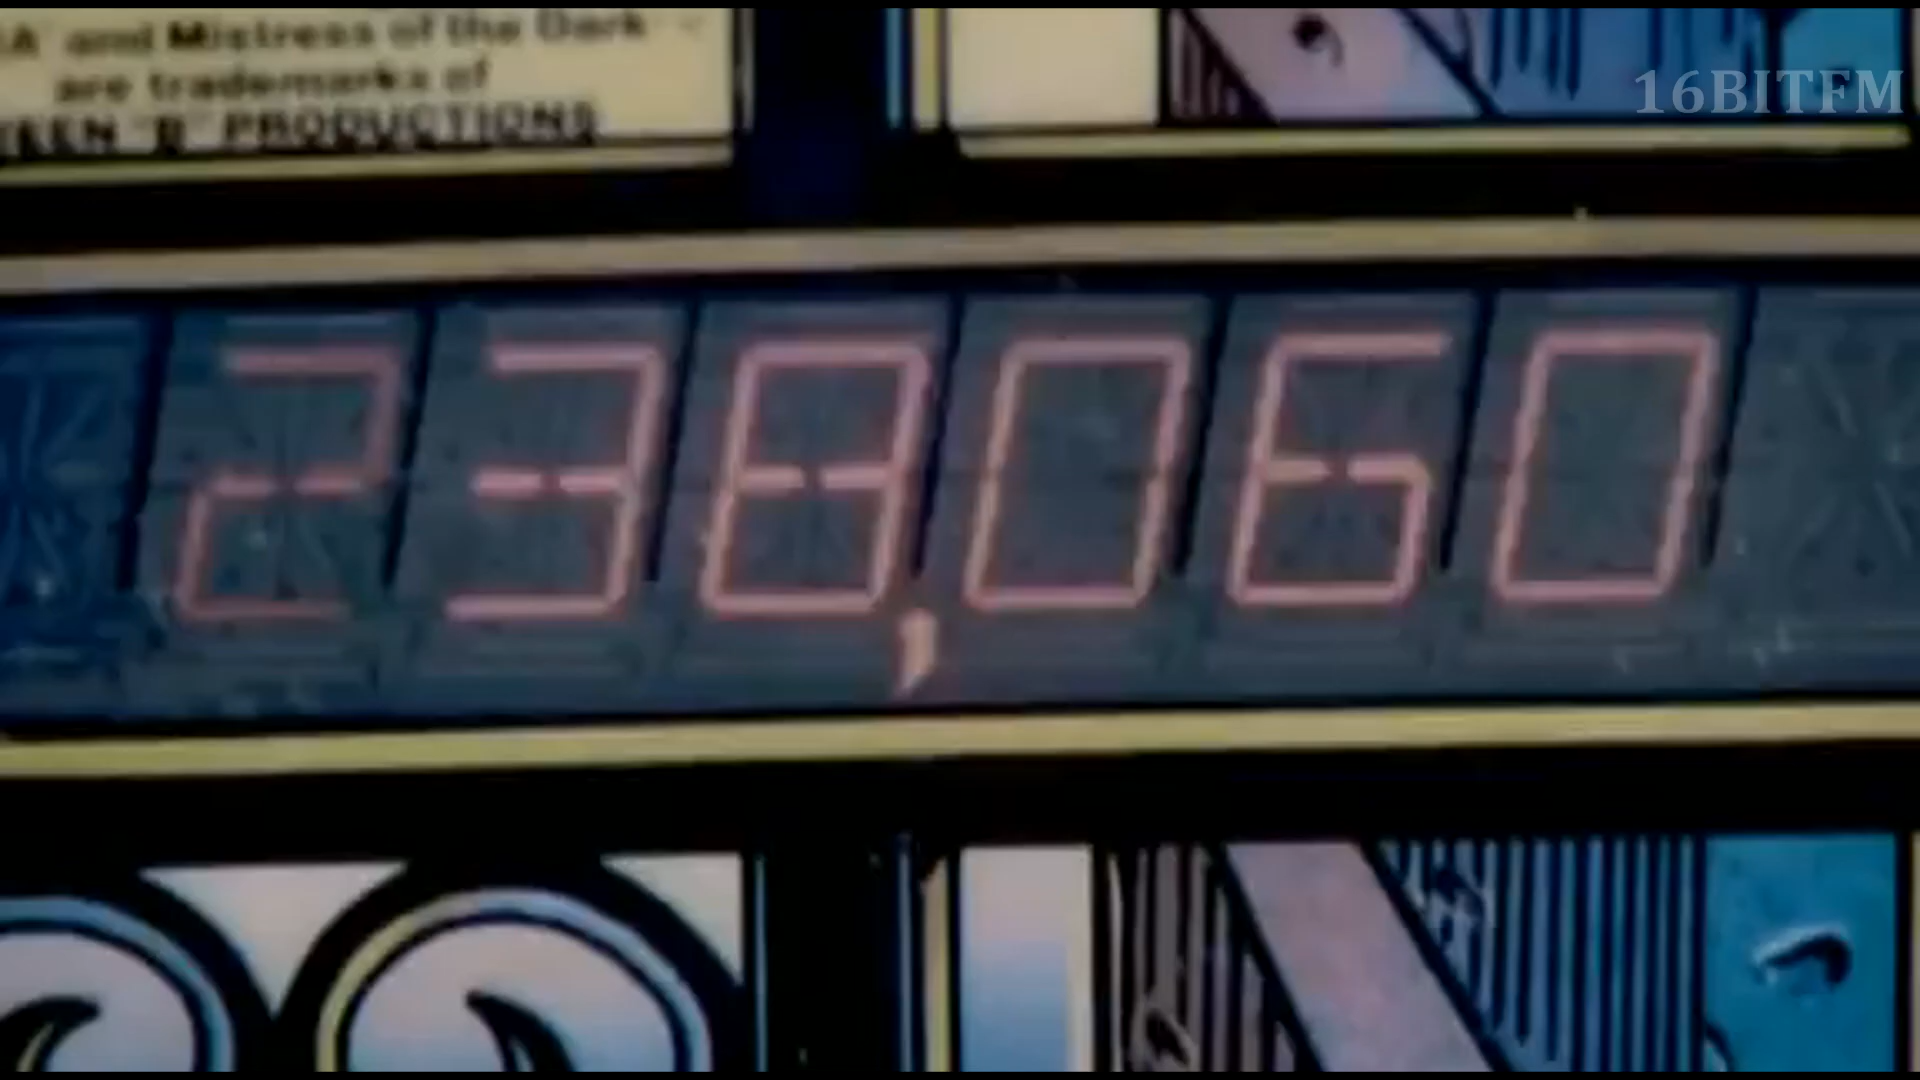 and Mistress of the Dark
are trademarks of
"B" PRODUCTIONS
16BITFM
238,060